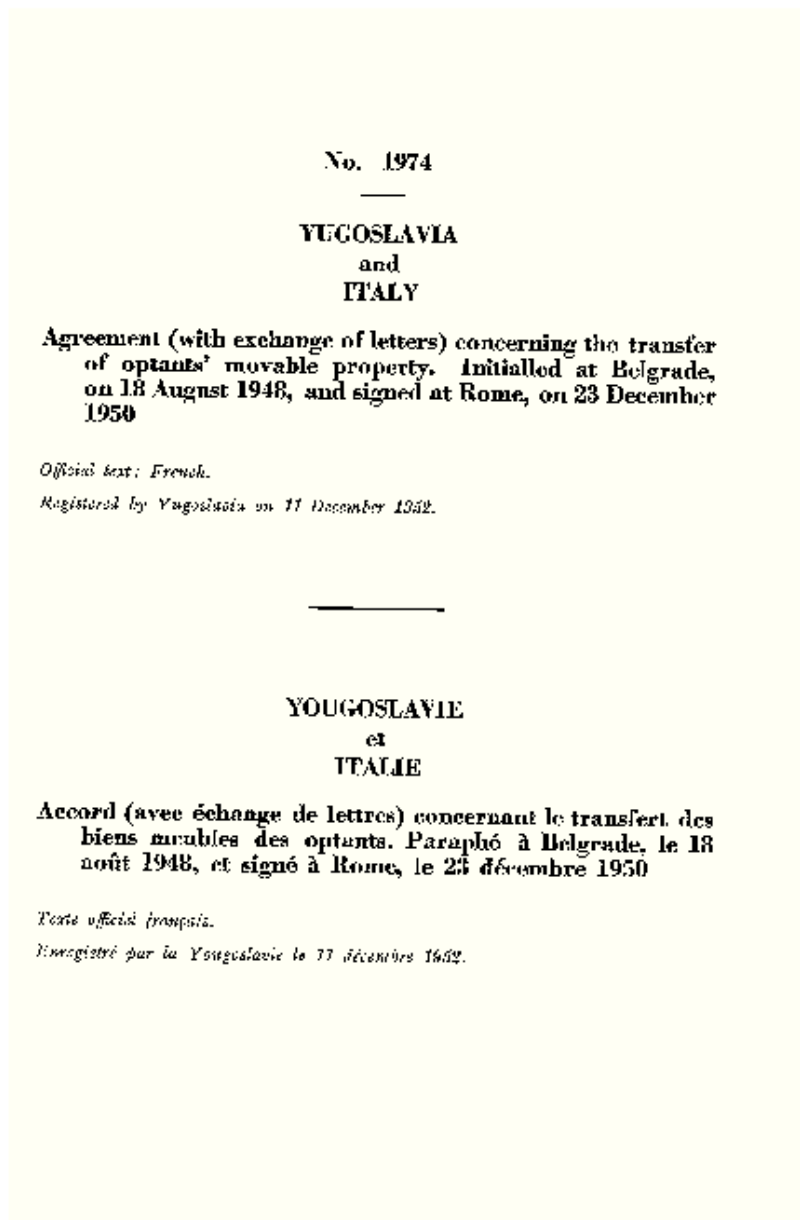 No. 1974
YUGOSLAVIA
and
ITALY
Agreement (with exchange of letters) concerning the transfer
of optants' movable property. Initialled at Belgrade,
on 18 August 1948, and signed at Rome, on 23 December
1950
Official text: French.
Registered by Yugoslavia on 11 December 1952.
YOUGOSLAVIE
et
ITALIE
Accord (avec échange de lettres) concernant le transfert des
biens meubles des optants. Paraphé à Belgrade, le 18
août 1948, et signé à Rome, le 23 décembre 1950
Texte officiel français.
Enregistré par la Yougoslavie le 11 décembre 1952.